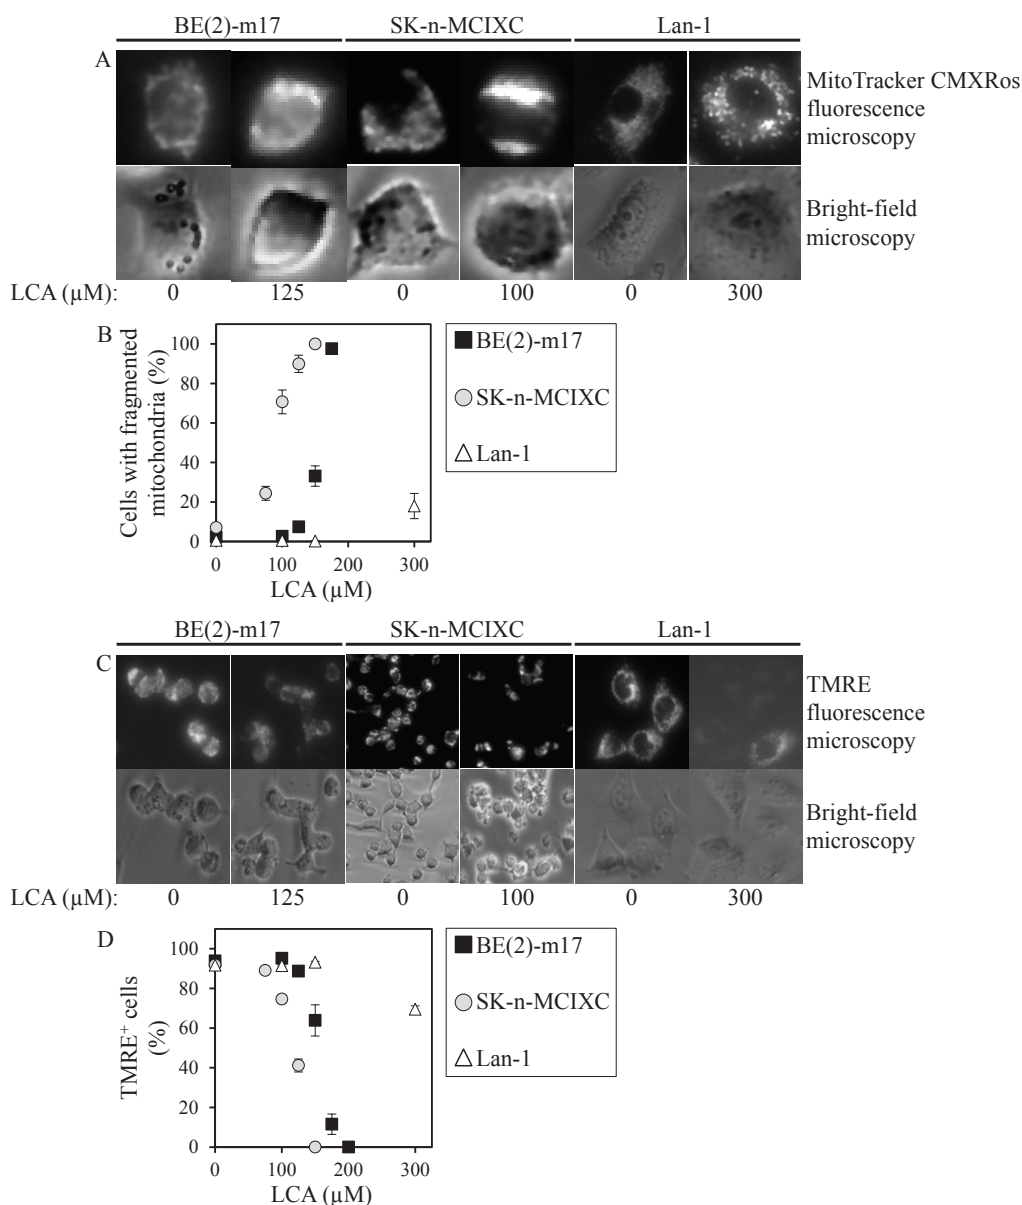 BE(2)-m17 SK-n-MCIXC Lan-1
A
MitoTracker CMXRos
fluorescence
microscopy
Bright-field
microscopy
LCA (µM): 0 125 0 100 0 300
B
Cells with fragmented
mitochondria (%)
100
80
60
40
20
0
0 100 200 300
LCA (µM)
BE(2)-m17
SK-n-MCIXC
Lan-1
BE(2)-m17 SK-n-MCIXC Lan-1
C
TMRE
fluorescence
microscopy
Bright-field
microscopy
LCA (µM): 0 125 0 100 0 300
D
TMRE⁺ cells
(%)
100
80
60
40
20
0
0 100 200 300
LCA (µM)
BE(2)-m17
SK-n-MCIXC
Lan-1